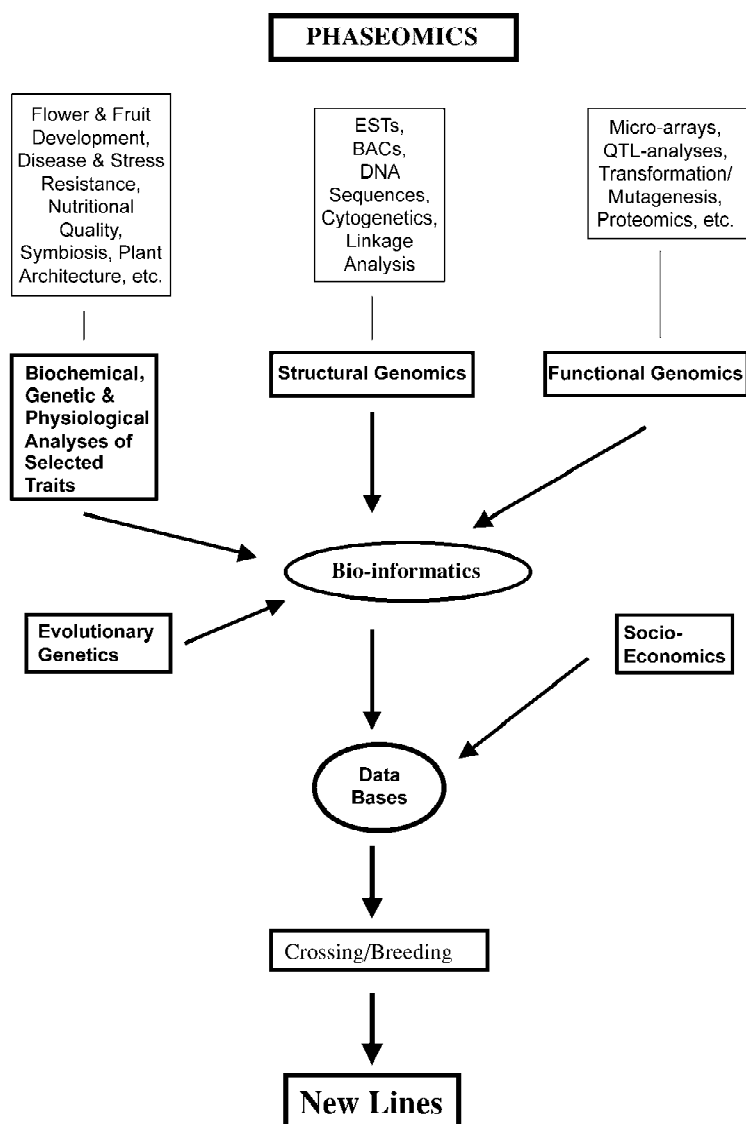 PHASEOMICS
Flower & Fruit
Development,
Disease & Stress
Resistance,
Nutritional
Quality,
Symbiosis, Plant
Architecture, etc.
ESTs,
BACs,
DNA
Sequences,
Cytogenetics,
Linkage
Analysis
Micro-arrays,
QTL-analyses,
Transformation/
Mutagenesis,
Proteomics, etc.
Biochemical,
Genetic &
Physiological
Analyses of
Selected
Traits
Structural Genomics
Functional Genomics
Bio-informatics
Evolutionary
Genetics
Socio-
Economics
Data
Bases
Crossing/Breeding
New Lines